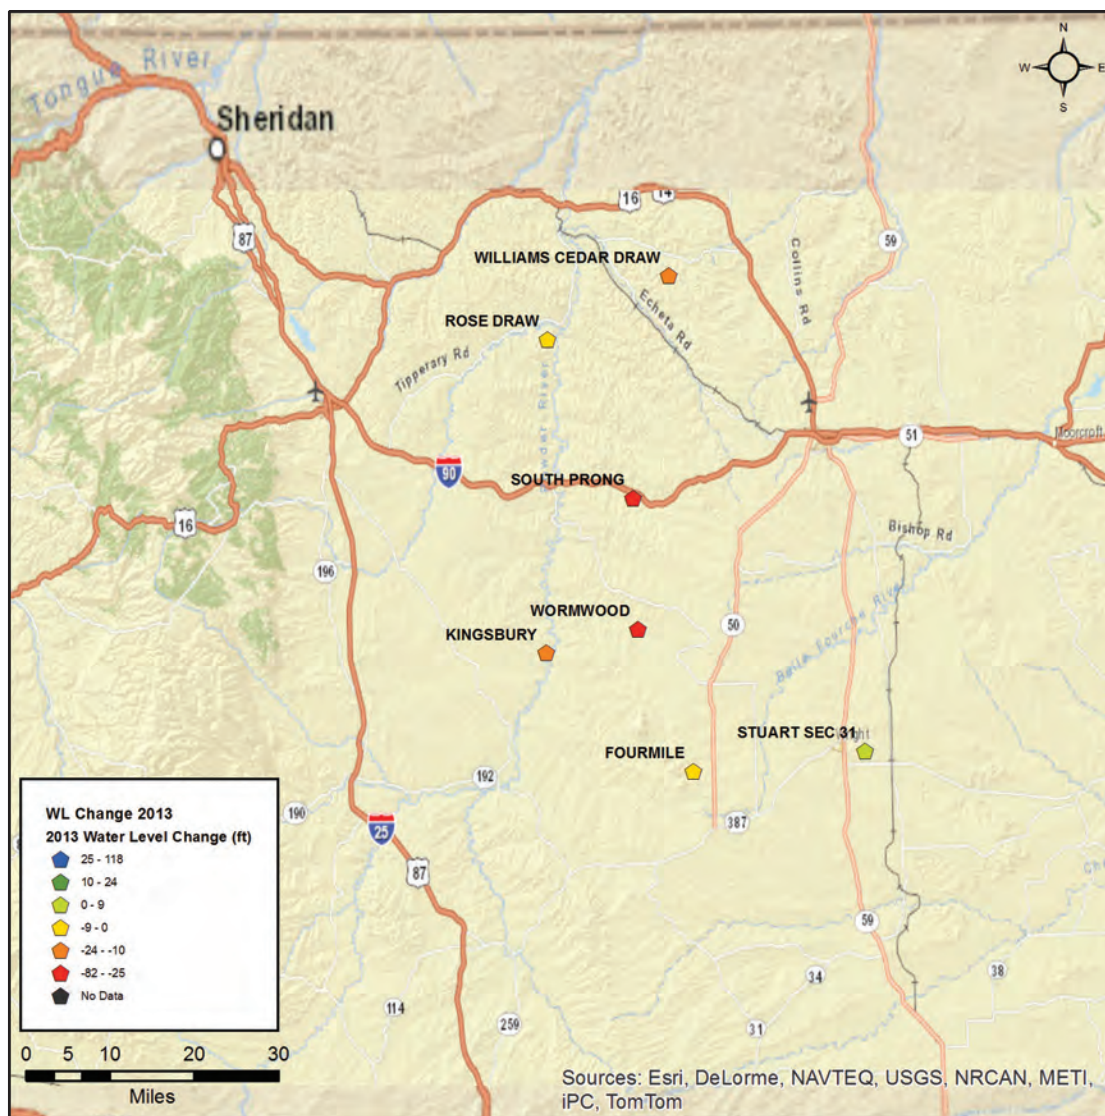 N
W E
S
Tongue River
Sheridan
87
16
14
59
WILLIAMS CEDAR DRAW
Collins Rd
Echeta Rd
ROSE DRAW
Tipperary Rd
Powder River
51
Moorcroft
90
SOUTH PRONG
16
Bishop Rd
196
Belle Fourche River
WORMWOOD
50
KINGSBURY
STUART SEC 31
FOURMILE
192
190
387
25
87
59
34
38
114
259
31
WL Change 2013
2013 Water Level Change (ft)
25 - 118
10 - 24
0 - 9
-9 - 0
-24 - -10
-82 - -25
No Data
0 5 10 20 30
Miles
Sources: Esri, DeLorme, NAVTEQ, USGS, NRCAN, METI,
iPC, TomTom